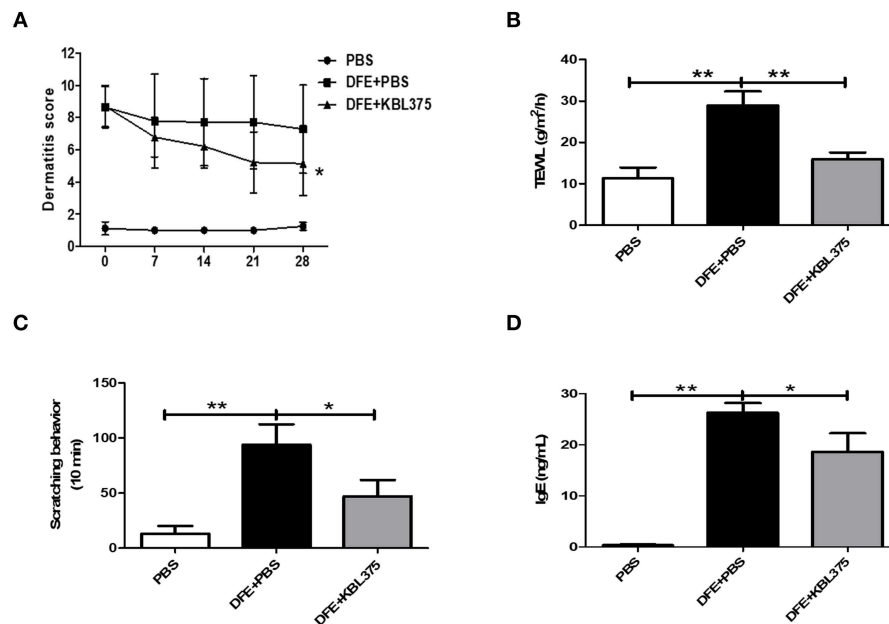 A
Dermatitis score
12
10
8
6
4
2
0
0 7 14 21 28
PBS
DFE+PBS
DFE+KBL375
*
B
TEWL (g/m²/h)
40
30
20
10
0
** **
PBS DFE+PBS DFE+KBL375
C
Scratching behavior
(10 min)
150
100
50
0
** *
PBS DFE+PBS DFE+KBL375
D
IgE (ng/mL)
30
20
10
0
** *
PBS DFE+PBS DFE+KBL375